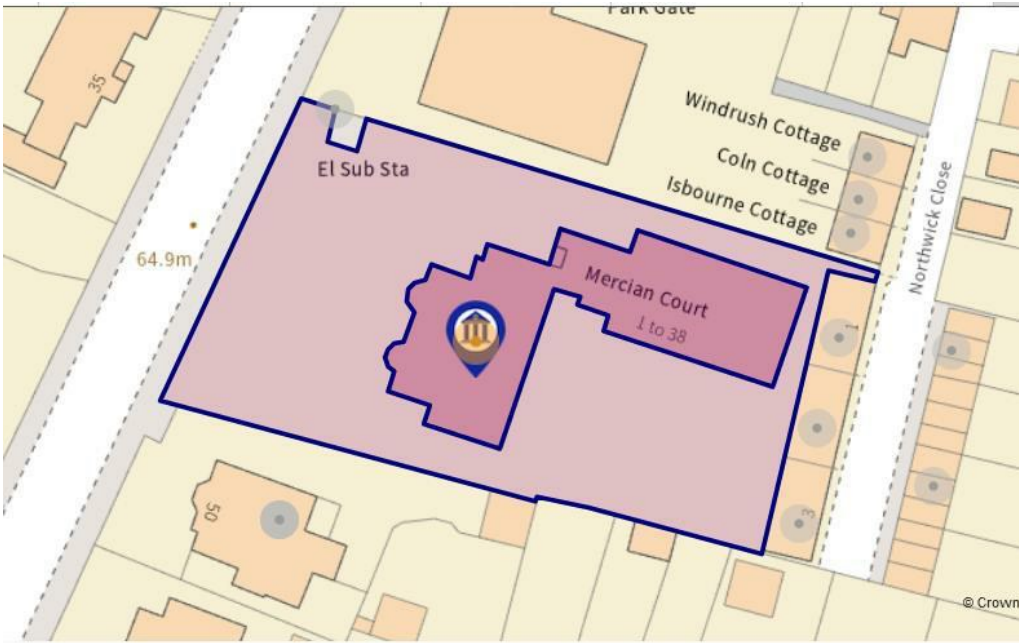 Park Gate
35
Windrush Cottage
Coln Cottage
Isbourne Cottage
El Sub Sta
Northwick Close
64.9m
Mercian Court
1 to 38
1
50
3
© Crown